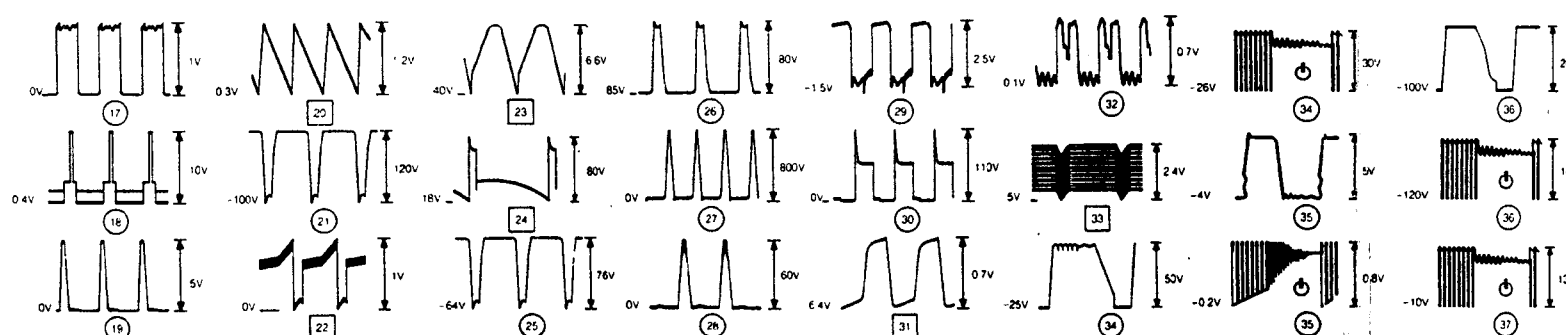 1V 1.2V 6.6V 80V 2.5V 0.7V 30V
0V 0.3V 40V 85V -1.5V 0.1V -26V -100V
17 20 23 26 29 32 34 36
10V 120V 80V 800V 110V 2.4V 5V
0.4V -100V 18V 0V 0V 5V -4V -120V
18 21 24 27 30 33 35 36
5V 1V 76V 60V 0.7V 50V 0.8V
0V 0V -64V 0V 6.4V -25V -0.2V -10V
19 22 25 28 31 34 35 37